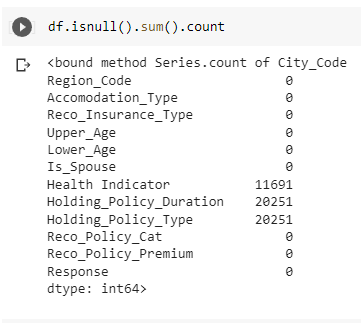 df.isnull().sum().count
<bound method Series.count of City_Code
Region_Code 0
Accomodation_Type 0
Reco_Insurance_Type 0
Upper_Age 0
Lower_Age 0
Is_Spouse 0
Health Indicator 11691
Holding_Policy_Duration 20251
Holding_Policy_Type 20251
Reco_Policy_Cat 0
Reco_Policy_Premium 0
Response 0
dtype: int64>